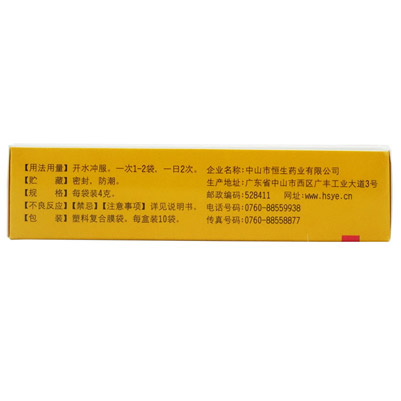 【用法用量】开水冲服。一次1-2袋，一日2次。
【贮　　藏】密封，防潮。
【规　　格】每袋装4克。
【不良反应】【禁忌】【注意事项】详见说明书。
【包　　装】塑料复合膜袋。每盒装10袋。
企业名称:中山市恒生药业有限公司
生产地址:广东省中山市西区广丰工业大道3号
邮政编码: 528411 网址:www.hsye.cn
电话号码:0760-88559938
传真号码:0760-88558877